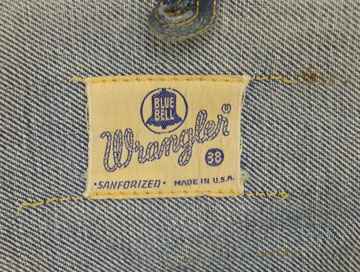 BLUE
BELL
Wrangler®
38
·SANFORIZED· MADE IN U.S.A.